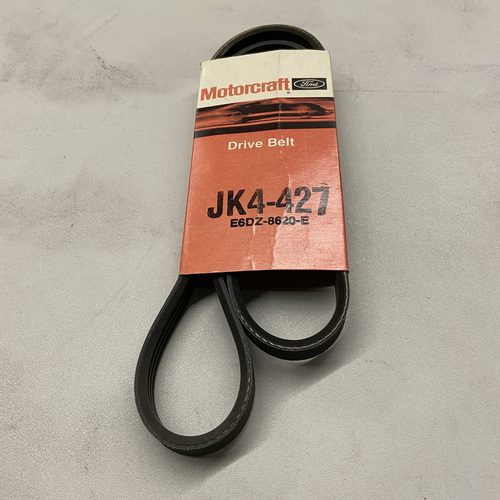 Motorcraft Ford
Drive Belt
JK4-427
E6DZ-8620-E